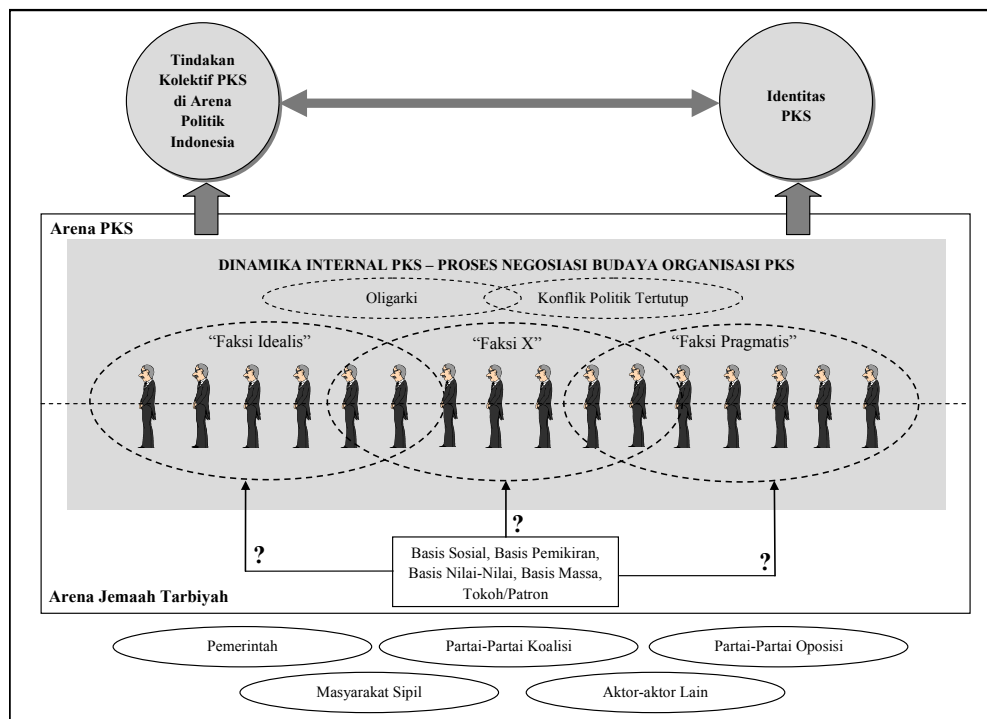 Tindakan
Kolektif PKS
di Arena
Politik
Indonesia
Identitas
PKS
Arena PKS
DINAMIKA INTERNAL PKS – PROSES NEGOSIASI BUDAYA ORGANISASI PKS
Oligarki
Konflik Politik Tertutup
“Faksi Idealis”
“Faksi X”
“Faksi Pragmatis”
?
?
?
Basis Sosial, Basis Pemikiran,
Basis Nilai-Nilai, Basis Massa,
Tokoh/Patron
Arena Jemaah Tarbiyah
Pemerintah
Partai-Partai Koalisi
Partai-Partai Oposisi
Masyarakat Sipil
Aktor-aktor Lain